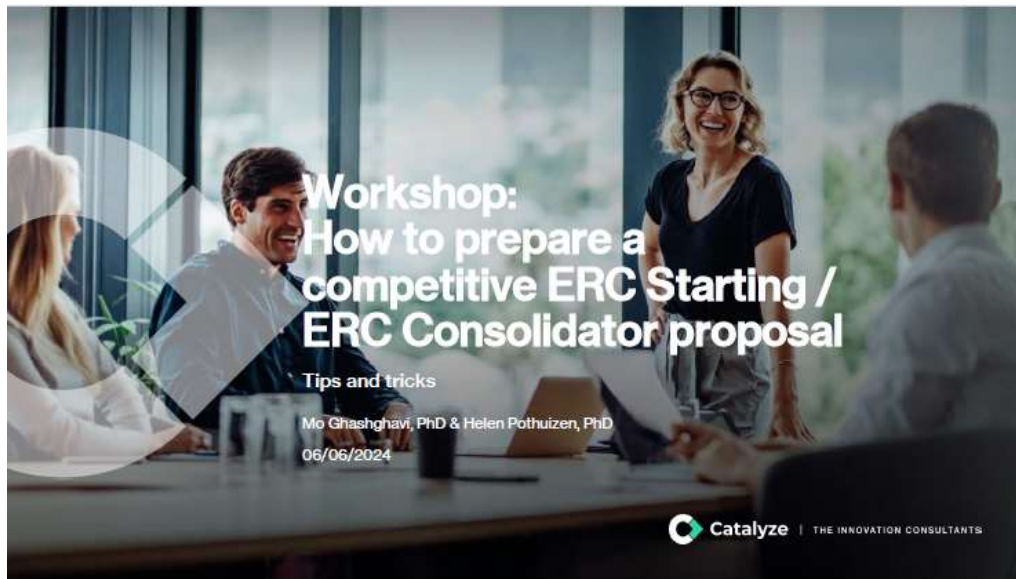 Workshop:
How to prepare a
competitive ERC Starting /
ERC Consolidator proposal
Tips and tricks
Mo Ghashghavi, PhD & Helen Pothuizen, PhD
06/06/2024
Catalyze | THE INNOVATION CONSULTANTS